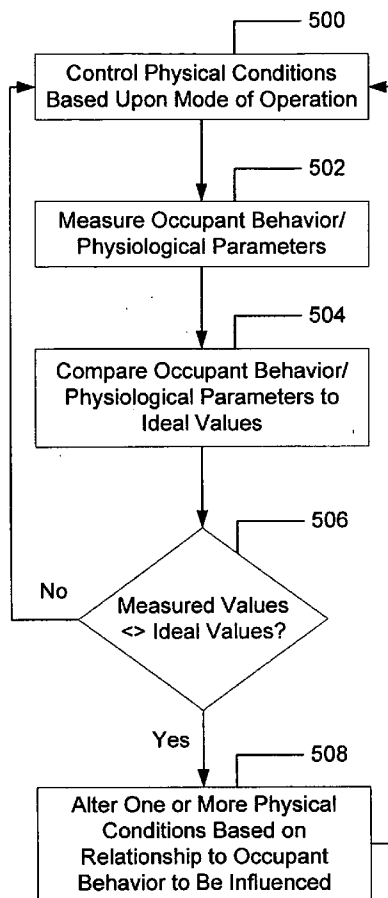 500
Control Physical Conditions
Based Upon Mode of Operation
502
Measure Occupant Behavior/
Physiological Parameters
504
Compare Occupant Behavior/
Physiological Parameters to
Ideal Values
506
No
Measured Values
<> Ideal Values?
Yes
508
Alter One or More Physical
Conditions Based on
Relationship to Occupant
Behavior to Be Influenced